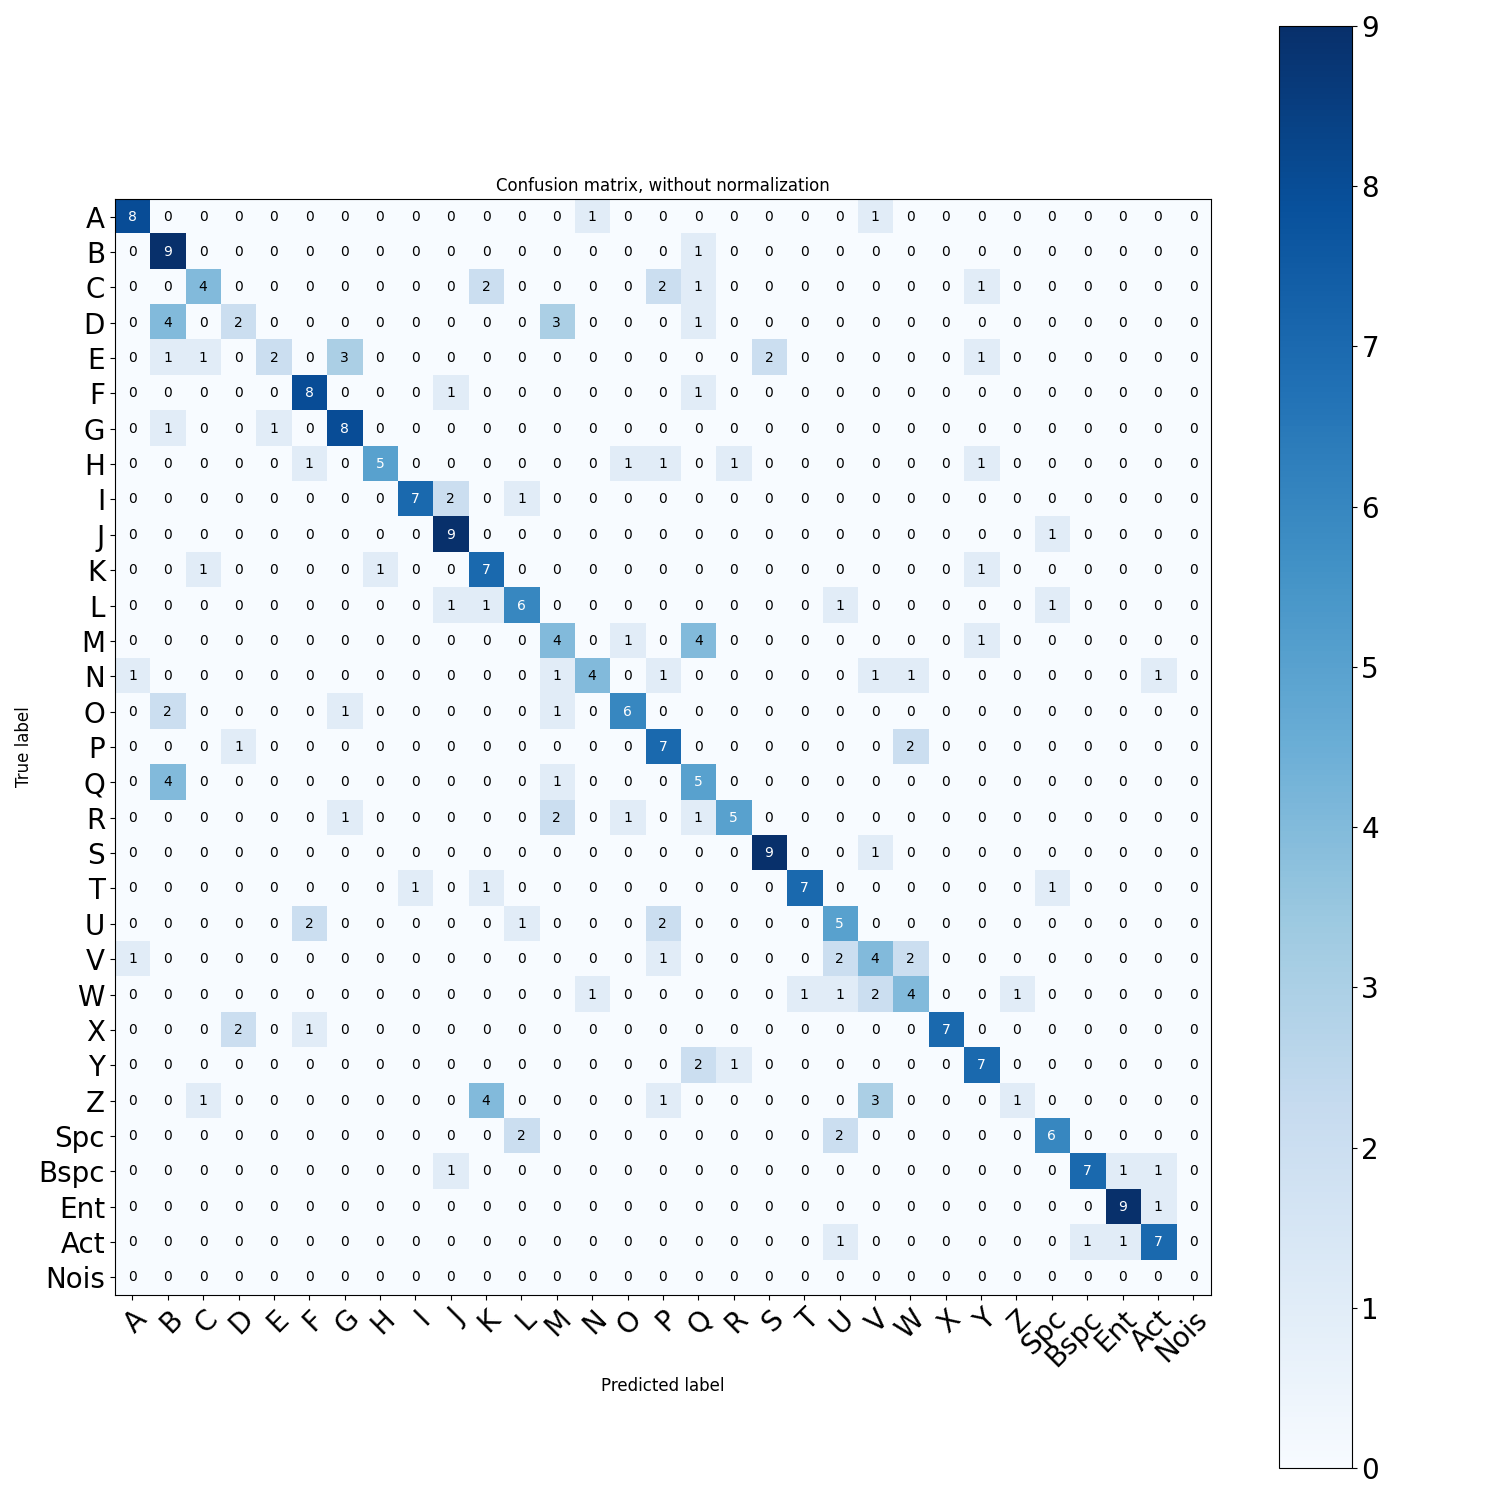 Confusion matrix, without normalization
A 8 0 0 0 0 0 0 0 0 0 0 0 0 1 0 0 0 0 0 0 0 1 0 0 0 0 0 0 0 0 0
B 0 9 0 0 0 0 0 0 0 0 0 0 0 0 0 0 1 0 0 0 0 0 0 0 0 0 0 0 0 0 0
C 0 0 4 0 0 0 0 0 0 0 2 0 0 0 0 2 1 0 0 0 0 0 0 0 1 0 0 0 0 0 0
D 0 4 0 2 0 0 0 0 0 0 0 0 3 0 0 0 1 0 0 0 0 0 0 0 0 0 0 0 0 0 0
E 0 1 1 0 2 0 3 0 0 0 0 0 0 0 0 0 0 0 2 0 0 0 0 0 1 0 0 0 0 0 0
F 0 0 0 0 0 8 0 0 0 1 0 0 0 0 0 0 1 0 0 0 0 0 0 0 0 0 0 0 0 0 0
G 0 1 0 0 1 0 8 0 0 0 0 0 0 0 0 0 0 0 0 0 0 0 0 0 0 0 0 0 0 0 0
H 0 0 0 0 0 1 0 5 0 0 0 0 0 0 1 1 0 1 0 0 0 0 0 0 1 0 0 0 0 0 0
I 0 0 0 0 0 0 0 0 7 2 0 1 0 0 0 0 0 0 0 0 0 0 0 0 0 0 0 0 0 0 0
J 0 0 0 0 0 0 0 0 0 9 0 0 0 0 0 0 0 0 0 0 0 0 0 0 0 0 1 0 0 0 0
K 0 0 1 0 0 0 0 1 0 0 7 0 0 0 0 0 0 0 0 0 0 0 0 0 1 0 0 0 0 0 0
L 0 0 0 0 0 0 0 0 0 1 1 6 0 0 0 0 0 0 0 0 1 0 0 0 0 0 1 0 0 0 0
M 0 0 0 0 0 0 0 0 0 0 0 0 4 0 1 0 4 0 0 0 0 0 0 0 1 0 0 0 0 0 0
N 1 0 0 0 0 0 0 0 0 0 0 0 1 4 0 1 0 0 0 0 0 1 1 0 0 0 0 0 0 1 0
O 0 2 0 0 0 0 1 0 0 0 0 0 1 0 6 0 0 0 0 0 0 0 0 0 0 0 0 0 0 0 0
P 0 0 0 1 0 0 0 0 0 0 0 0 0 0 0 7 0 0 0 0 0 0 2 0 0 0 0 0 0 0 0
Q 0 4 0 0 0 0 0 0 0 0 0 0 1 0 0 0 5 0 0 0 0 0 0 0 0 0 0 0 0 0 0
R 0 0 0 0 0 0 1 0 0 0 0 0 2 0 1 0 1 5 0 0 0 0 0 0 0 0 0 0 0 0 0
S 0 0 0 0 0 0 0 0 0 0 0 0 0 0 0 0 0 0 9 0 0 1 0 0 0 0 0 0 0 0 0
T 0 0 0 0 0 0 0 0 1 0 1 0 0 0 0 0 0 0 0 7 0 0 0 0 0 0 1 0 0 0 0
U 0 0 0 0 0 2 0 0 0 0 0 1 0 0 0 2 0 0 0 0 5 0 0 0 0 0 0 0 0 0 0
V 1 0 0 0 0 0 0 0 0 0 0 0 0 0 0 1 0 0 0 0 2 4 2 0 0 0 0 0 0 0 0
W 0 0 0 0 0 0 0 0 0 0 0 0 0 1 0 0 0 0 0 1 1 2 4 0 0 1 0 0 0 0 0
X 0 0 0 2 0 1 0 0 0 0 0 0 0 0 0 0 0 0 0 0 0 0 0 7 0 0 0 0 0 0 0
Y 0 0 0 0 0 0 0 0 0 0 0 0 0 0 0 0 2 1 0 0 0 0 0 0 7 0 0 0 0 0 0
Z 0 0 1 0 0 0 0 0 0 0 4 0 0 0 0 1 0 0 0 0 0 3 0 0 0 1 0 0 0 0 0
Spc 0 0 0 0 0 0 0 0 0 0 0 2 0 0 0 0 0 0 0 0 2 0 0 0 0 0 6 0 0 0 0
Bspc 0 0 0 0 0 0 0 0 0 1 0 0 0 0 0 0 0 0 0 0 0 0 0 0 0 0 0 7 1 1 0
Ent 0 0 0 0 0 0 0 0 0 0 0 0 0 0 0 0 0 0 0 0 0 0 0 0 0 0 0 0 9 1 0
Act 0 0 0 0 0 0 0 0 0 0 0 0 0 0 0 0 0 0 0 0 1 0 0 0 0 0 0 1 1 7 0
Nois 0 0 0 0 0 0 0 0 0 0 0 0 0 0 0 0 0 0 0 0 0 0 0 0 0 0 0 0 0 0 0
A B C D E F G H I J K L M N O P Q R S T U V W X Y Z Spc Bspc Ent Act Nois
Predicted label
True label
9
8
7
6
5
4
3
2
1
0